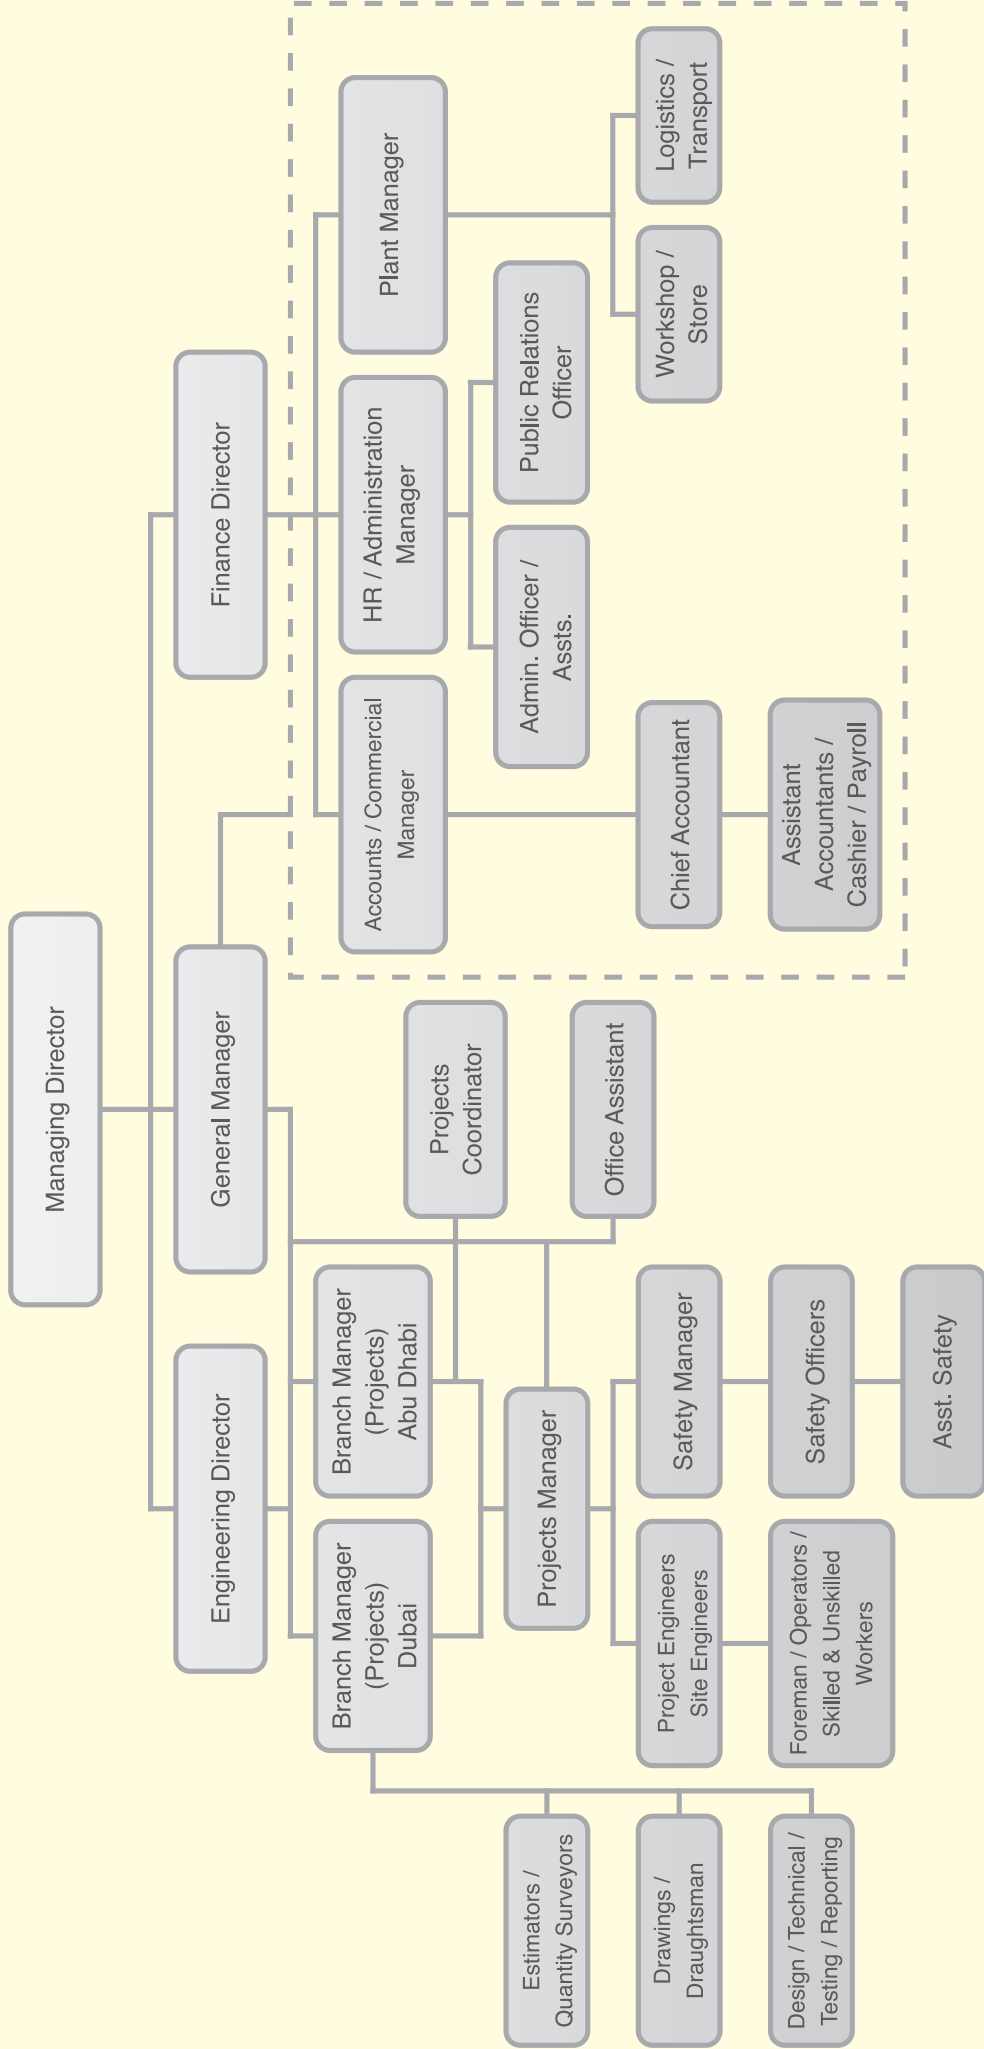 Managing Director
Engineering Director
General Manager
Finance Director
Branch Manager
(Projects)
Dubai
Branch Manager
(Projects)
Abu Dhabi
Accounts / Commercial
Manager
HR / Administration
Manager
Plant Manager
Projects
Coordinator
Admin. Officer /
Assts.
Public Relations
Officer
Estimators /
Quantity Surveyors
Projects Manager
Office Assistant
Drawings /
Draughtsman
Project Engineers
Site Engineers
Safety Manager
Chief Accountant
Workshop /
Store
Logistics /
Transport
Design / Technical /
Testing / Reporting
Foreman / Operators /
Skilled & Unskilled
Workers
Safety Officers
Assistant
Accountants /
Cashier / Payroll
Asst. Safety